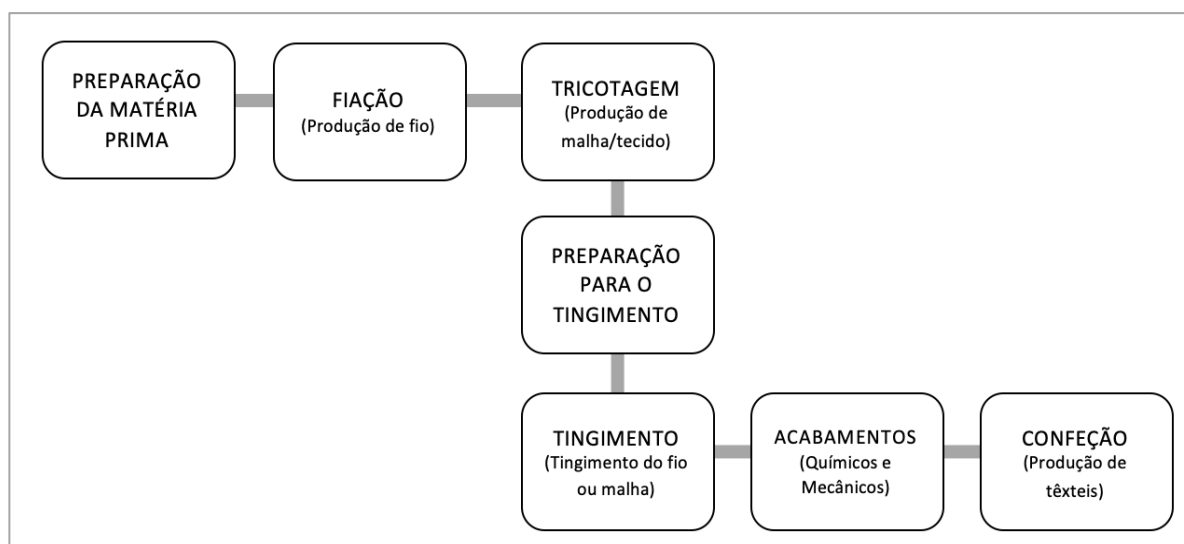 PREPARAÇÃO
DA MATÉRIA
PRIMA
FIAÇÃO
(Produção de fio)
TRICOTAGEM
(Produção de
malha/tecido)
PREPARAÇÃO
PARA O
TINGIMENTO
TINGIMENTO
(Tingimento do fio
ou malha)
ACABAMENTOS
(Químicos e
Mecânicos)
CONFEÇÃO
(Produção de
têxteis)